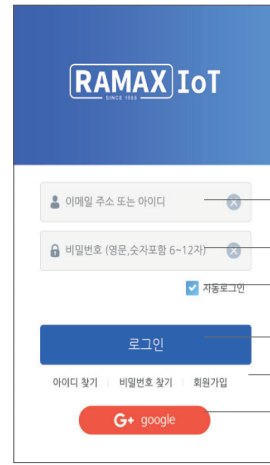 RAMAX IoT
SINCE 1988
이메일 주소 또는 아이디
비밀번호 (영문,숫자포함 6~12자)
자동로그인
로그인
아이디 찾기 | 비밀번호 찾기 | 회원가입
G+ google